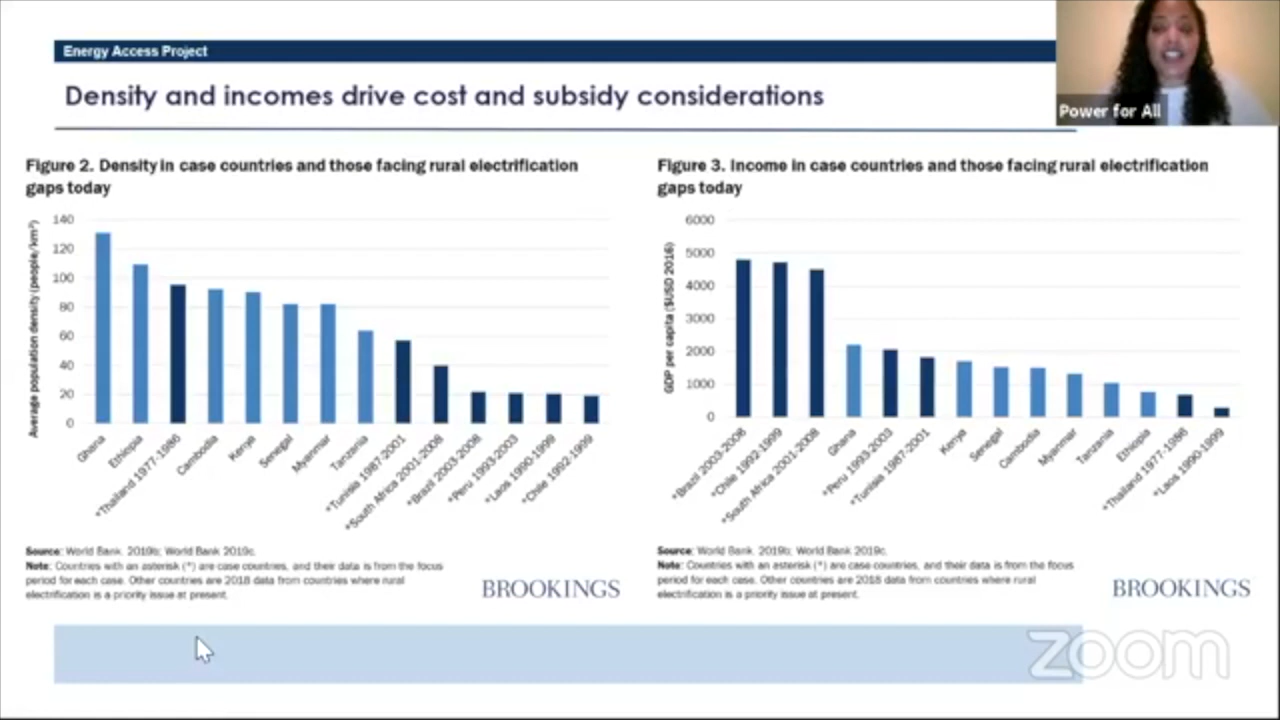 Energy Access Project
Power for All
Density and incomes drive cost and subsidy considerations
Figure 2. Density in case countries and those facing rural electrification
gaps today
Average population density (people/km²)
140
120
100
80
60
40
20
0
Ghana
Ethiopia
*Thailand 1977-1986
Cambodia
Kenya
Senegal
Myanmar
Tanzania
*Tunisia 1987-2001
*South Africa 2001-2008
*Brazil 2003-2008
*Peru 1993-2003
*Laos 1990-1999
*Chile 1992-1999
Source: World Bank. 2019b; World Bank 2019c.
Note: Countries with an asterisk (*) are case countries, and their data is from the focus
period for each case. Other countries are 2018 data from countries where rural
electrification is a priority issue at present.
BROOKINGS
Figure 3. Income in case countries and those facing rural electrification
gaps today
GDP per capita ($USD 2016)
6000
5000
4000
3000
2000
1000
0
*Brazil 2003-2008
*Chile 1992-1999
*South Africa 2001-2008
Ghana
*Peru 1993-2003
*Tunisia 1987-2001
Kenya
Senegal
Cambodia
Myanmar
Tanzania
Ethiopia
*Thailand 1977-1986
*Laos 1990-1999
Source: World Bank. 2019b; World Bank 2019c.
Note: Countries with an asterisk (*) are case countries, and their data is from the focus
period for each case. Other countries are 2018 data from countries where rural
electrification is a priority issue at present.
BROOKINGS
zoom